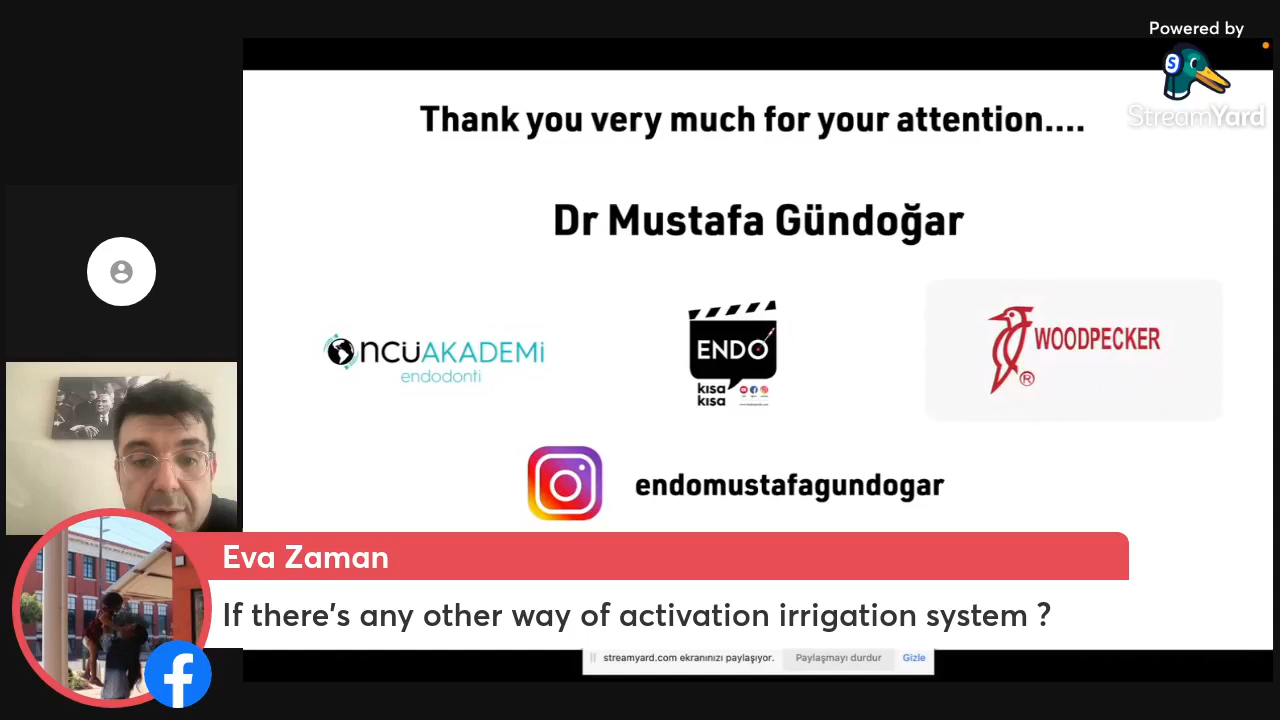 Powered by
StreamYard
Thank you very much for your attention....
Dr Mustafa Gündoğar
ÖNCÜAKADEMİ
endodonti
ENDO
kısa
kısa
WOODPECKER
®
endomustafagundogar
Eva Zaman
If there's any other way of activation irrigation system ?
streamyard.com ekranınızı paylaşıyor.
Paylaşmayı durdur
Gizle